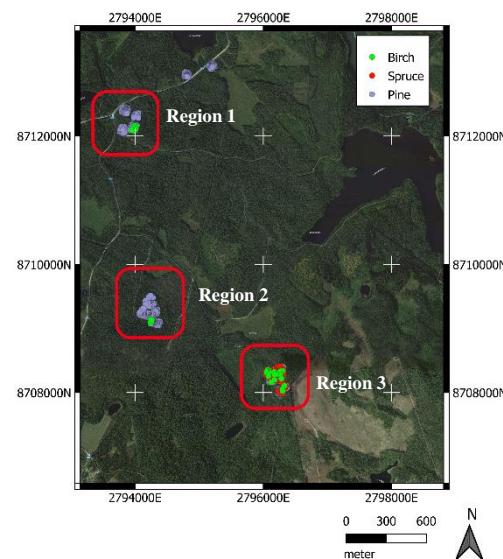 2794000E 2796000E 2798000E
Birch
Spruce
Pine
Region 1
8712000N 8712000N
8710000N 8710000N
Region 2
Region 3
8708000N 8708000N
2794000E 2796000E 2798000E
N
0 300 600
meter